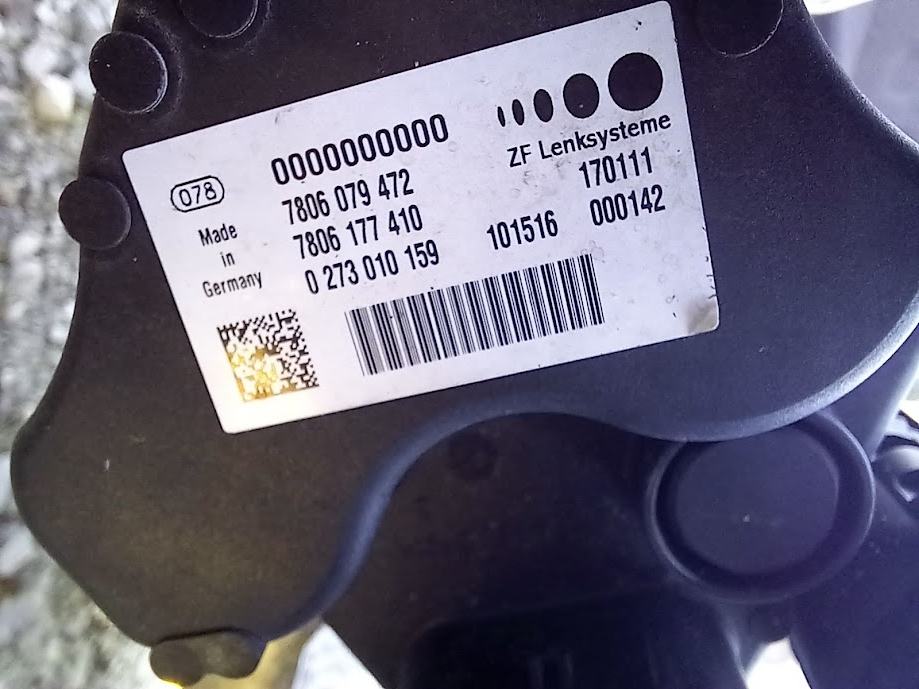 ZF Lenksysteme
078
0000000000
Made
in
Germany
7806 079 472
170111
7806 177 410
101516
000142
0 273 010 159